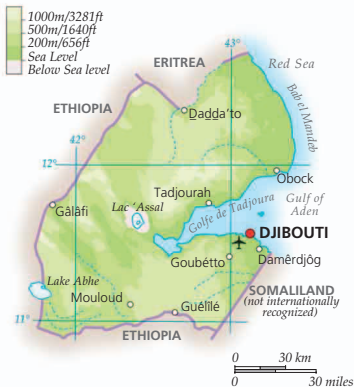 1000m/3281ft
500m/1640ft
200m/656ft
Sea Level
Below Sea level
43°
ERITREA
Red Sea
Bab el Mandeb
ETHIOPIA
Dadda'to
42°
12°
Obock
Tadjourah
Lac 'Assal
Golfe de Tadjoura
Gulf of
Aden
Gâlâfi
DJIBOUTI
Goubétto
Damêrdjôg
Lake Abhe
SOMALILAND
(not internationally
recognized)
Mouloud
Guêlîlé
11°
ETHIOPIA
0 30 km
0 30 miles